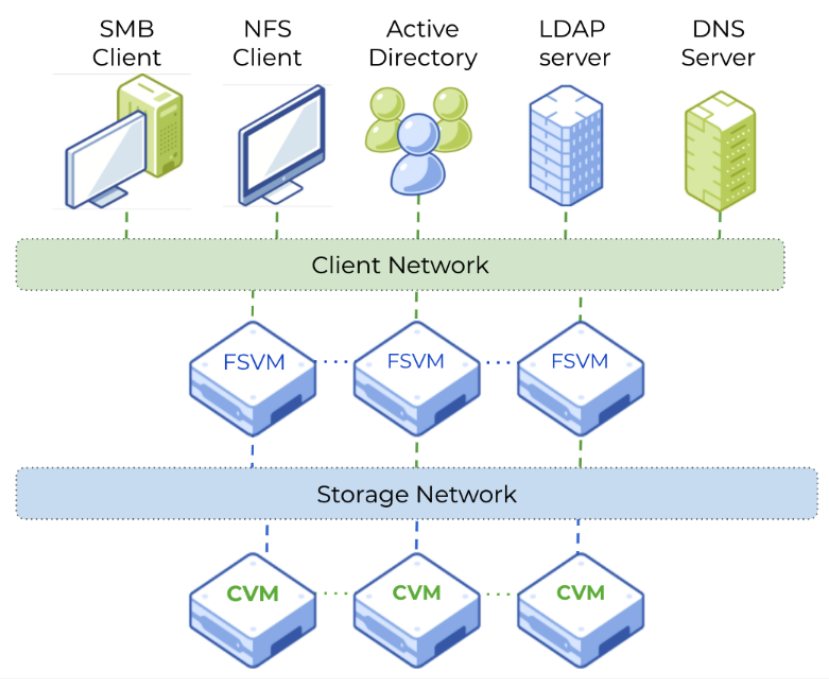 SMB
Client
NFS
Client
Active
Directory
LDAP
server
DNS
Server
Client Network
FSVM
FSVM
FSVM
Storage Network
CVM
CVM
CVM